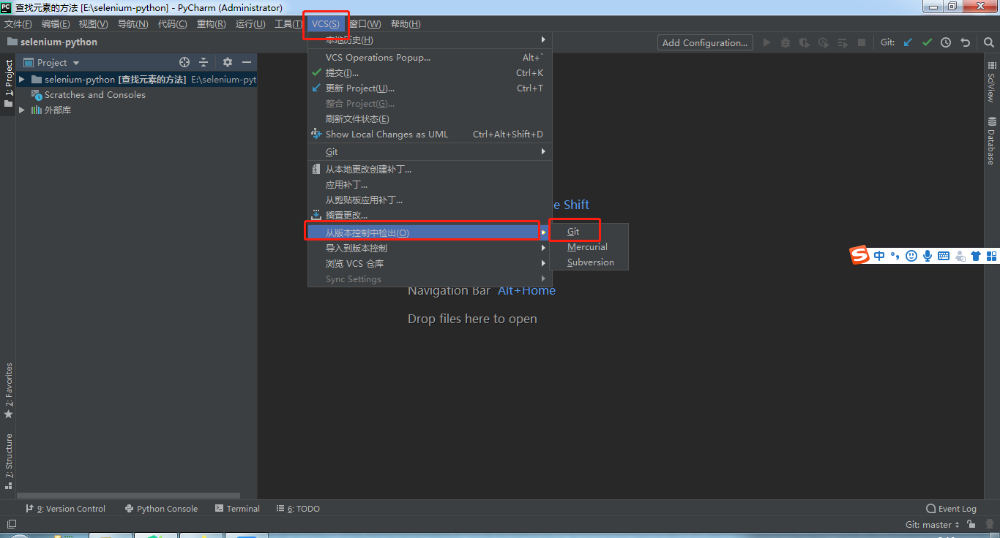 PC 查找元素的方法 [E:\selenium-python] - PyCharm (Administrator)
文件(F) 编辑(E) 视图(V) 导航(N) 代码(C) 重构(R) 运行(U) 工具(T) VCS(S) 窗口(W) 帮助(H)
selenium-python
Add Configuration...
Git:
Project
1: Project
selenium-python [查找元素的方法] E:\selenium-pyt
Scratches and Consoles
外部库
本地历史(H)
VCS Operations Popup... Alt+`
提交(I)... Ctrl+K
更新 Project(U)... Ctrl+T
整合 Project(G)...
刷新文件状态(E)
Show Local Changes as UML Ctrl+Alt+Shift+D
Git
从本地更改创建补丁...
应用补丁...
从剪贴板应用补丁...
搁置更改...
从版本控制中检出(O)
导入到版本控制
浏览 VCS 仓库
Sync Settings
Git
Mercurial
Subversion
e Shift
Navigation Bar Alt+Home
Drop files here to open
SciView
Database
S 中
2: Favorites
7: Structure
9: Version Control Python Console Terminal 6: TODO Event Log
Git: master